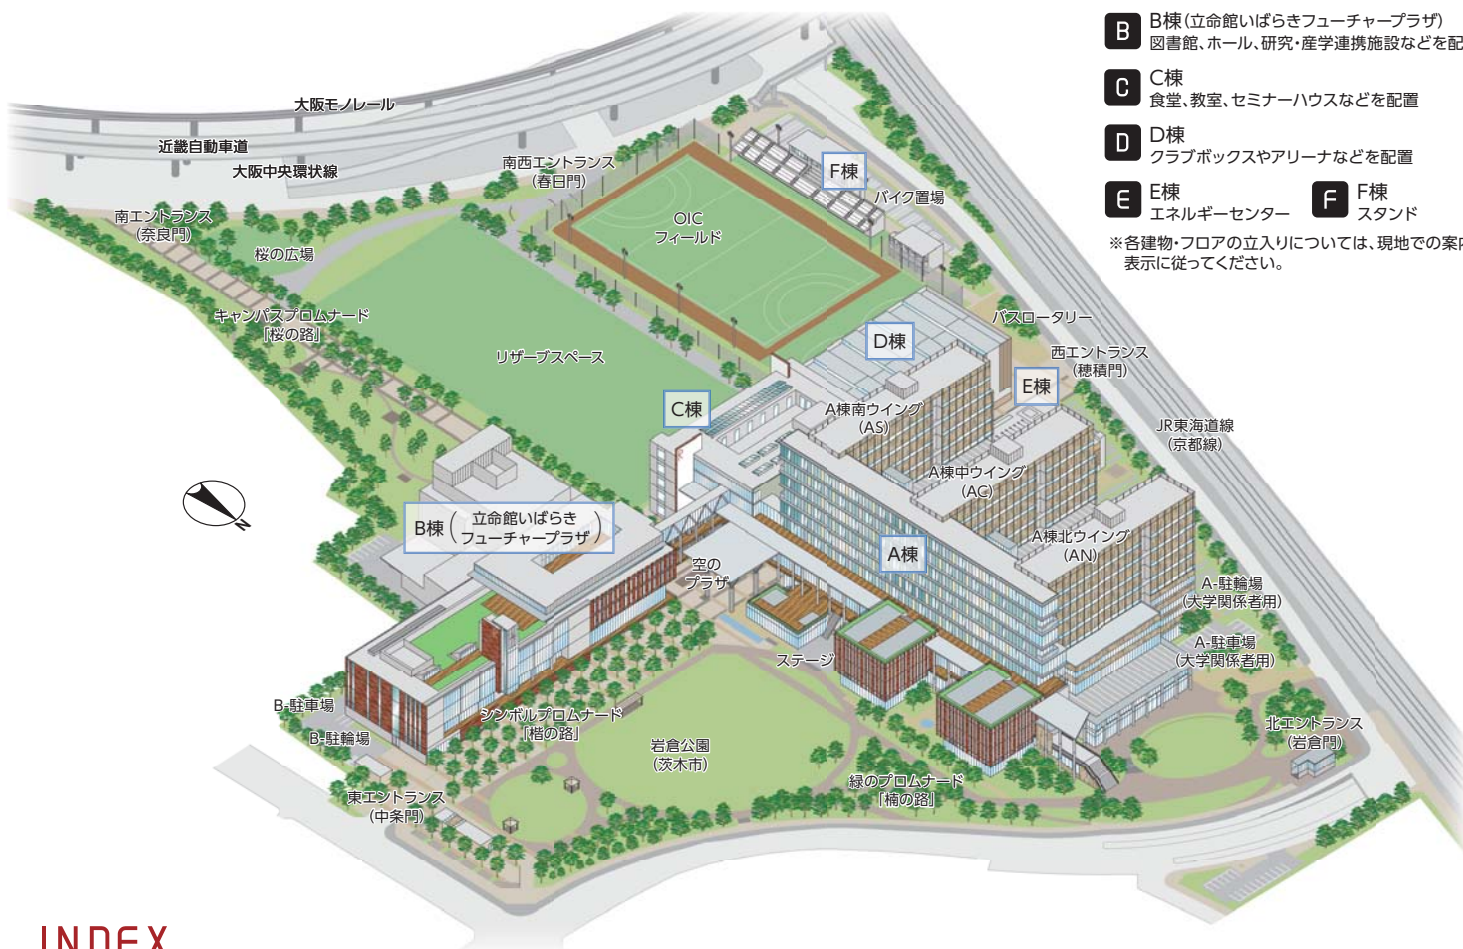 B B棟(立命館いばらきフューチャープラザ)
図書館、ホール、研究・産学連携施設などを配
C C棟
食堂、教室、セミナーハウスなどを配置
D D棟
クラブボックスやアリーナなどを配置
E E棟
エネルギーセンター
F F棟
スタンド
※各建物・フロアの立入りについては、現地での案内
表示に従ってください。
大阪モノレール
近畿自動車道
大阪中央環状線
南西エントランス
(春日門)
F棟
バイク置場
南エントランス
(奈良門)
桜の広場
OIC
フィールド
キャンパスプロムナード
「桜の路」
リザーブスペース
バスロータリー
D棟
西エントランス
(穂積門)
E棟
C棟
A棟南ウイング
(AS)
JR東海道線
(京都線)
A棟中ウイング
(AC)
N
B棟(立命館いばらき
フューチャープラザ)
A棟北ウイング
(AN)
A棟
空の
プラザ
A-駐輪場
(大学関係者用)
ステージ
A-駐車場
(大学関係者用)
B-駐車場
B-駐輪場
シンボルプロムナード
「楷の路」
岩倉公園
(茨木市)
北エントランス
(岩倉門)
緑のプロムナード
「楠の路」
東エントランス
(中条門)
INDEX